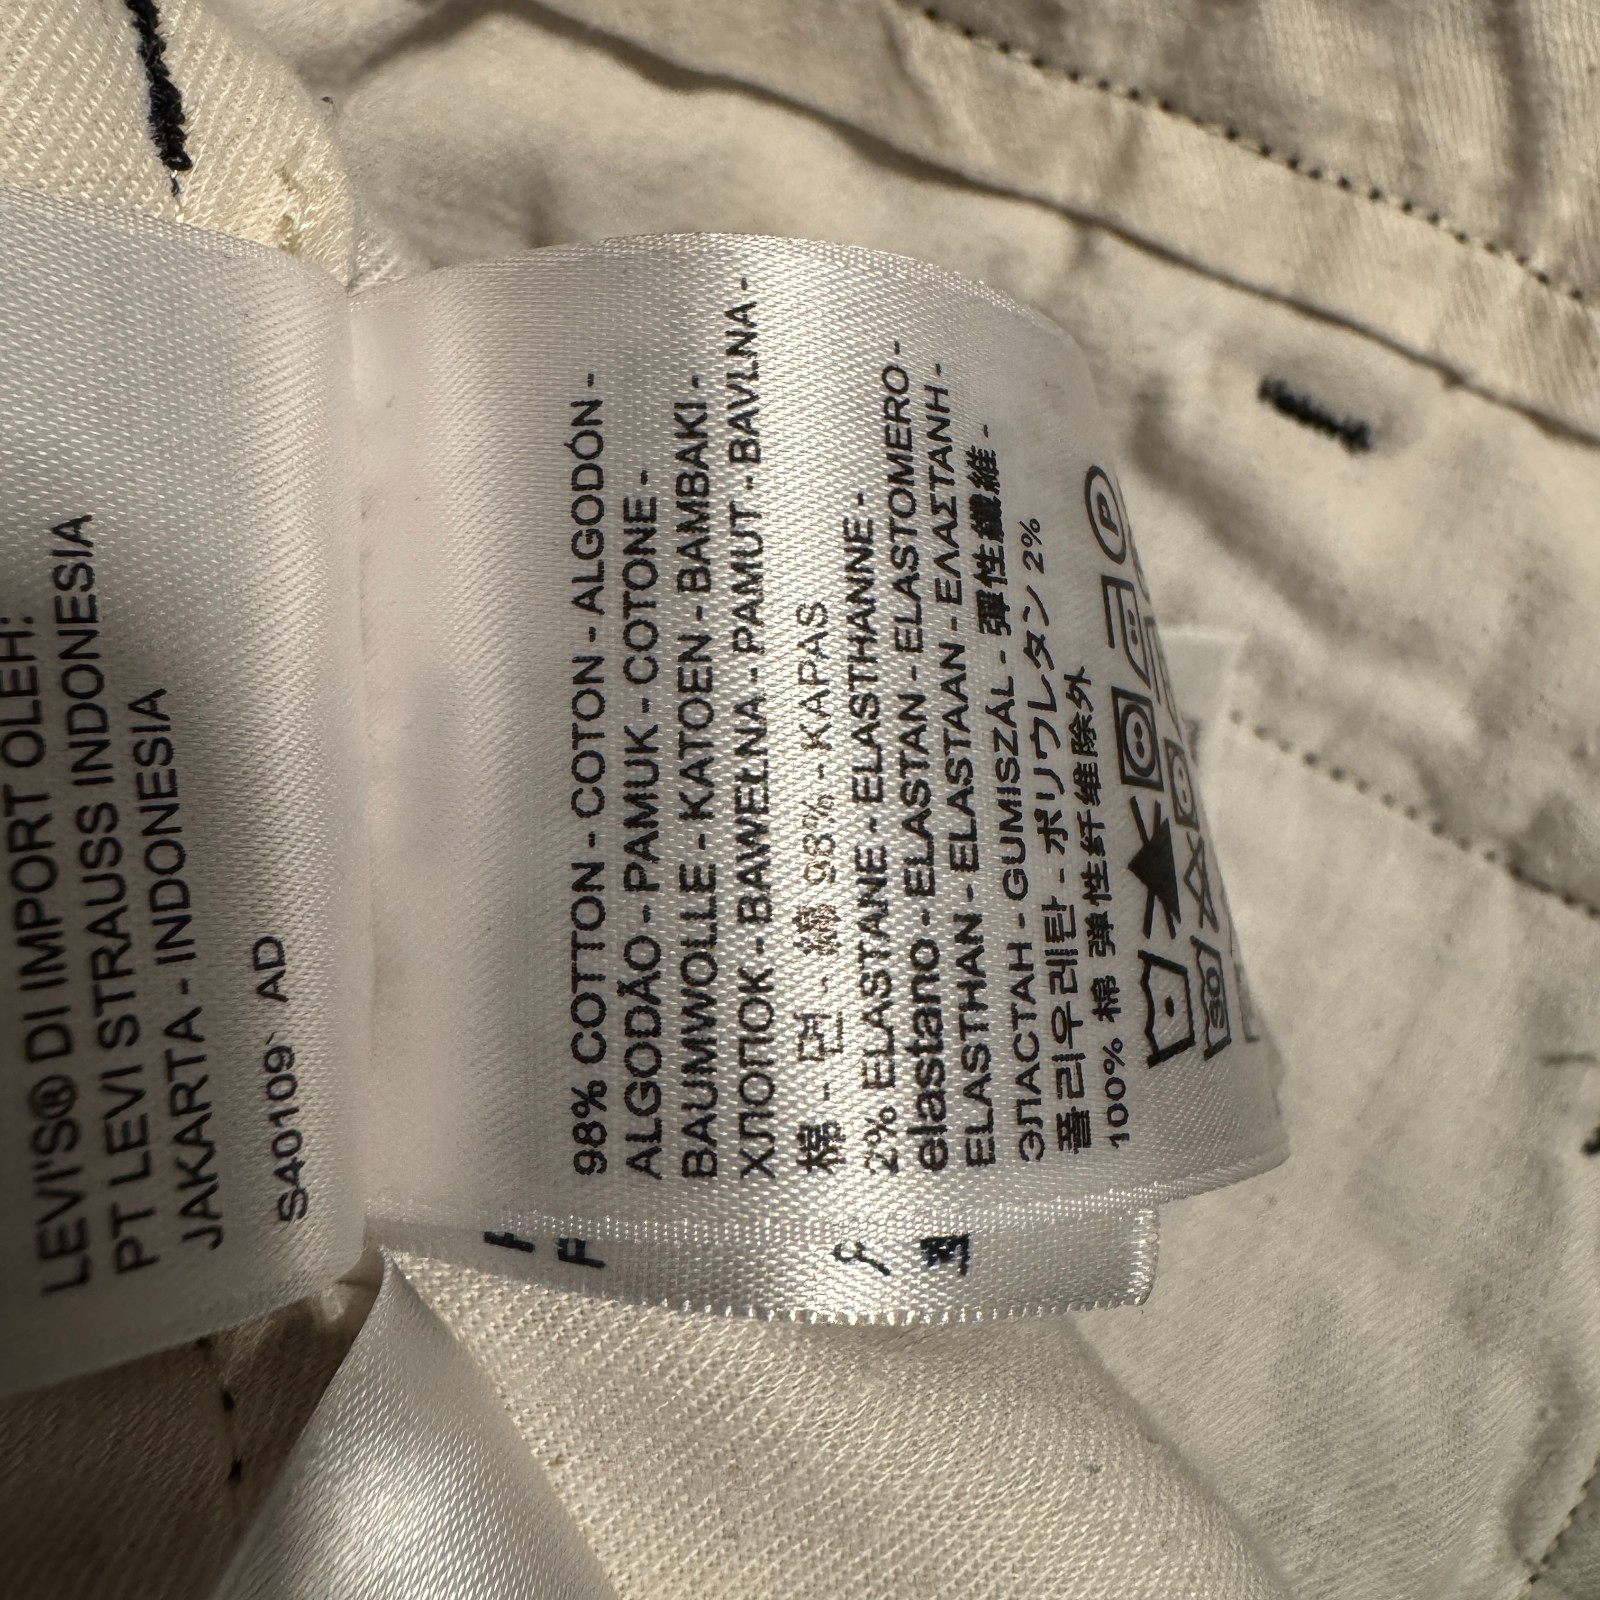 LEVI'S® DI IMPORT OLEH:
PT LEVI STRAUSS INDONESIA
JAKARTA - INDONESIA
S40109 AD
98% COTTON - COTON - ALGODÓN -
ALGODÃO - PAMUK - COTONE -
BAUMWOLLE - KATOEN - BAMBAKI -
ХЛОПОК - BAWEŁNA - PAMUT - BAVLNA -
棉 - 면 - 綿 98% - KAPAS
2% ELASTANE - ELASTHANNE -
elastano - ELASTAN - ELASTOMERO -
ELASTHAN - ELASTAAN - ΕΛΑΣΤΑΝΗ -
ЭПАСТАН - GUMISZÁL - 彈性纖維 -
폴리우레탄 - ポリウレタン 2%
100% 棉 弹性纤维除外
P
30